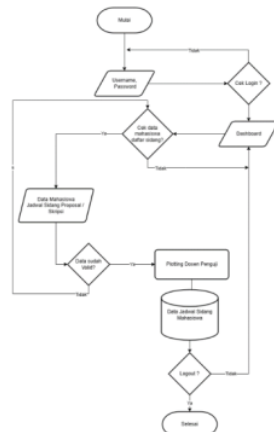 Mulai
Tidak
Username,
Password
Cek Login ?
Dashboard
Cek data
mahasiswa
daftar sidang?
Ya
Tidak
Data Mahasiswa
Jadwal Sidang Proposal /
Skripsi
Data sudah
Valid?
Ya
Tidak
Plotting Dosen Penguji
Data Jadwal Sidang
Mahasiswa
Logout ?
Tidak
Ya
Selesai